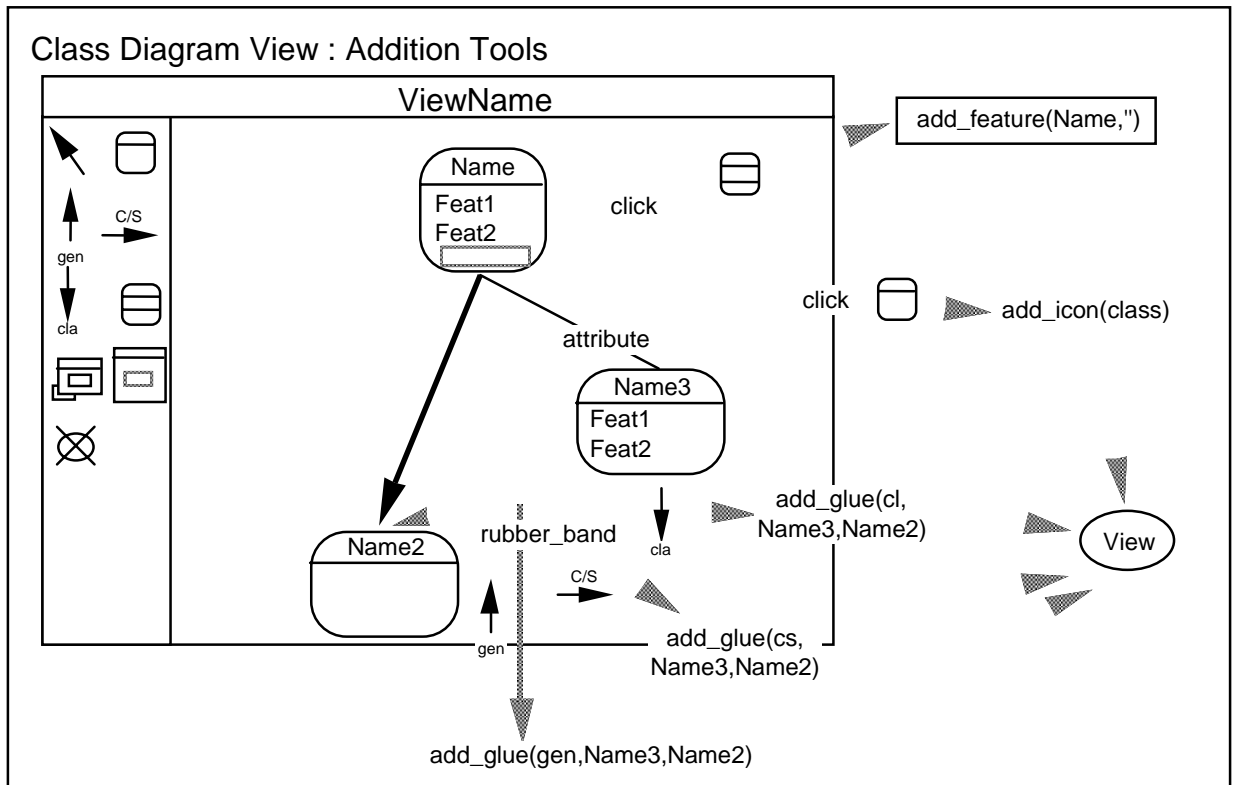 Class Diagram View : Addition Tools
ViewName
add_feature(Name,'')
Name
Feat1
Feat2
click
C/S
gen
cla
click
add_icon(class)
attribute
Name3
Feat1
Feat2
add_glue(cl,
Name3,Name2)
rubber_band
Name2
cla
View
C/S
gen
add_glue(cs,
Name3,Name2)
add_glue(gen,Name3,Name2)